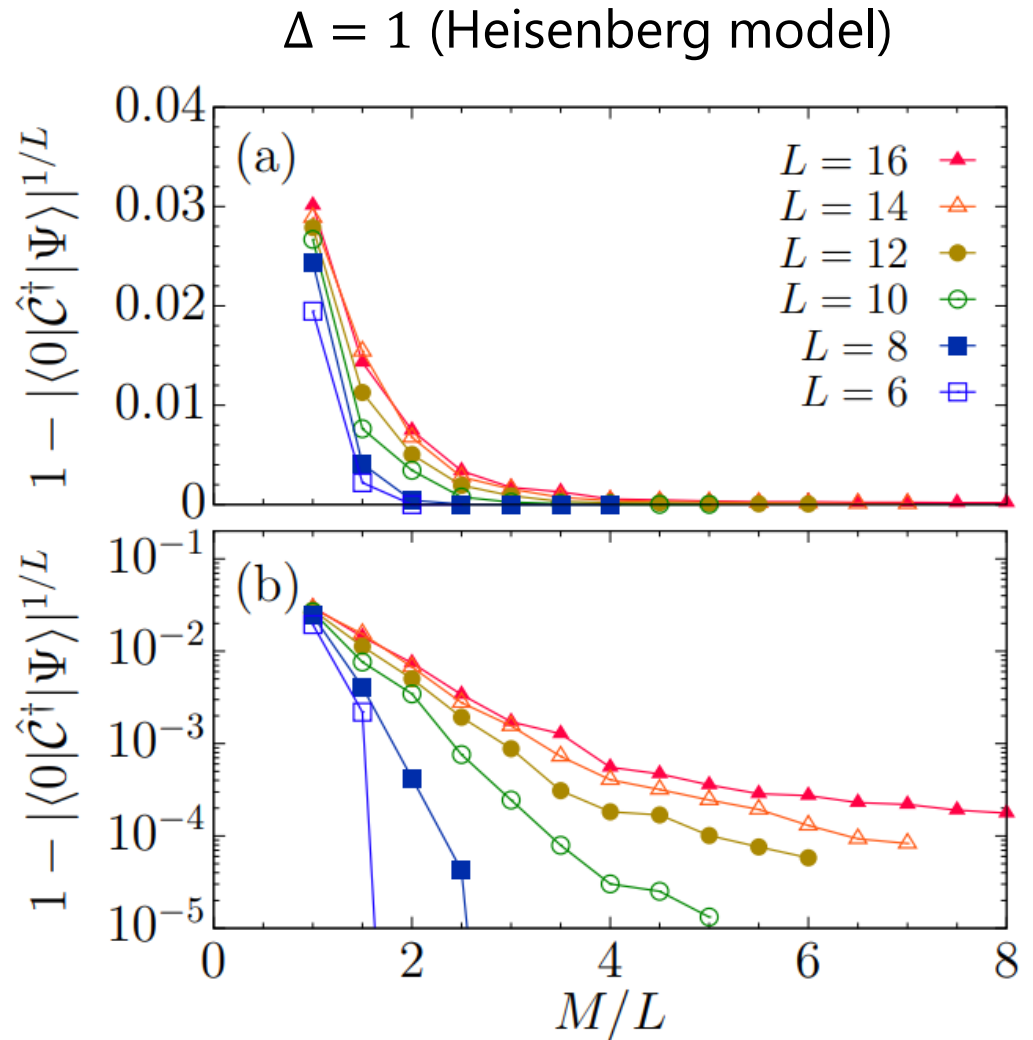 Δ = 1 (Heisenberg model)
1 − |⟨0|𝒞̂†|Ψ⟩|^{1/L}
0.04
0.03
0.02
0.01
0
(a)
L = 16
L = 14
L = 12
L = 10
L = 8
L = 6
1 − |⟨0|𝒞̂†|Ψ⟩|^{1/L}
10⁻¹
10⁻²
10⁻³
10⁻⁴
10⁻⁵
(b)
0 2 4 6 8
M/L